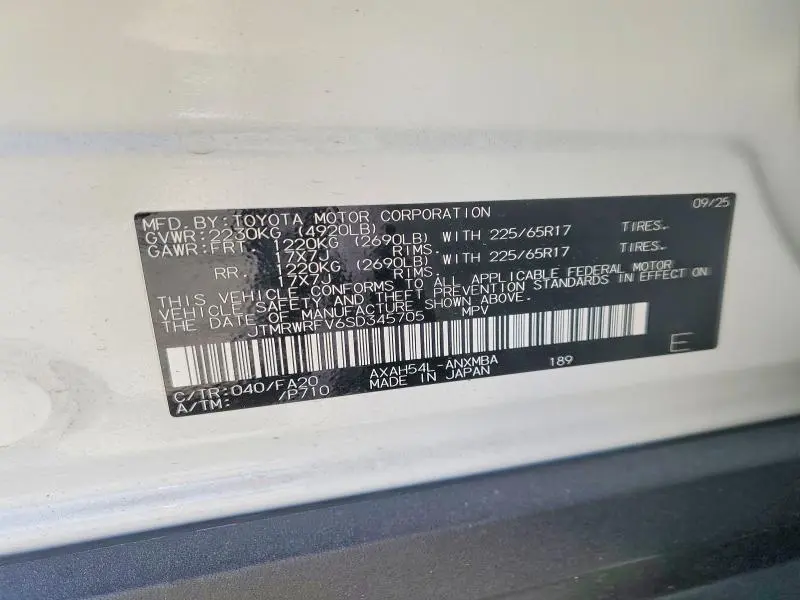 MFD. BY:TOYOTA MOTOR CORPORATION 09/25
GVWR:2230KG (4920LB)
GAWR:FRT. 1220KG (2690LB) WITH 225/65R17 TIRES.
17X7J RIMS.
RR. 1220KG (2690LB) WITH 225/65R17 TIRES.
17X7J RIMS.
THIS VEHICLE CONFORMS TO ALL APPLICABLE FEDERAL MOTOR
VEHICLE SAFETY AND THEFT PREVENTION STANDARDS IN EFFECT ON
THE DATE OF MANUFACTURE SHOWN ABOVE.
JTMRWRFV6SD345705 MPV
C/TR:040/FA20 AXAH54L-ANXMBA 189 E
A/TM: /P710 MADE IN JAPAN